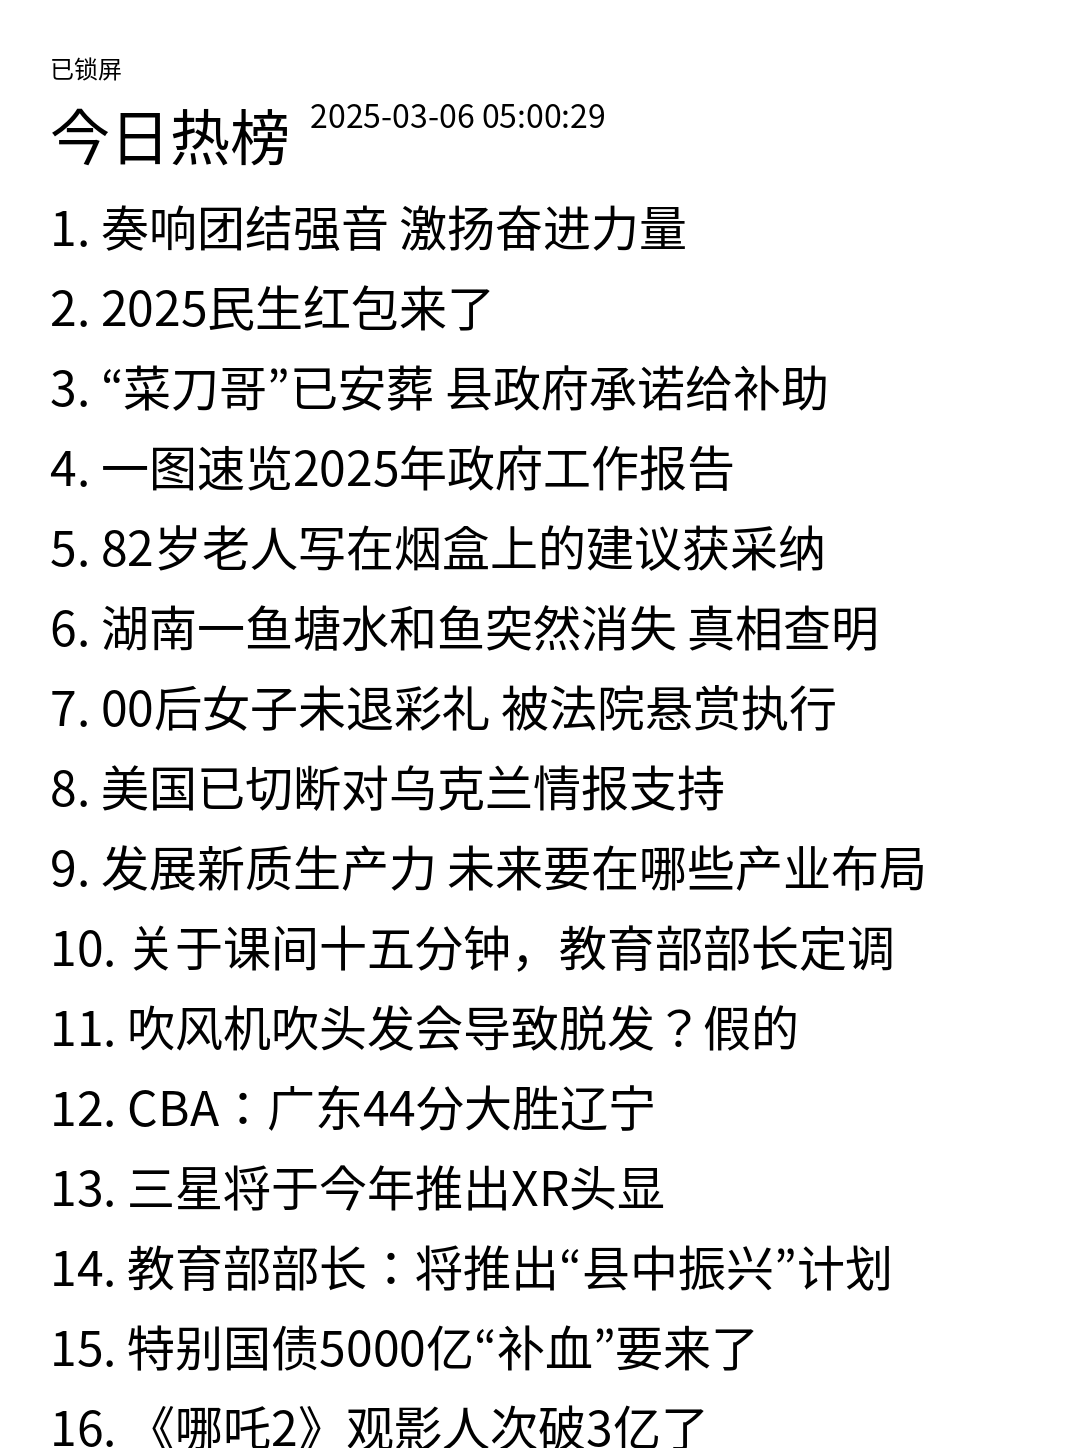 已锁屏
今日热榜 2025-03-06 05:00:29
1. 奏响团结强音 激扬奋进力量
2. 2025民生红包来了
3. “菜刀哥”已安葬 县政府承诺给补助
4. 一图速览2025年政府工作报告
5. 82岁老人写在烟盒上的建议获采纳
6. 湖南一鱼塘水和鱼突然消失 真相查明
7. 00后女子未退彩礼 被法院悬赏执行
8. 美国已切断对乌克兰情报支持
9. 发展新质生产力 未来要在哪些产业布局
10. 关于课间十五分钟，教育部部长定调
11. 吹风机吹头发会导致脱发？假的
12. CBA：广东44分大胜辽宁
13. 三星将于今年推出XR头显
14. 教育部部长：将推出“县中振兴”计划
15. 特别国债5000亿“补血”要来了
16. 《哪吒2》观影人次破3亿了